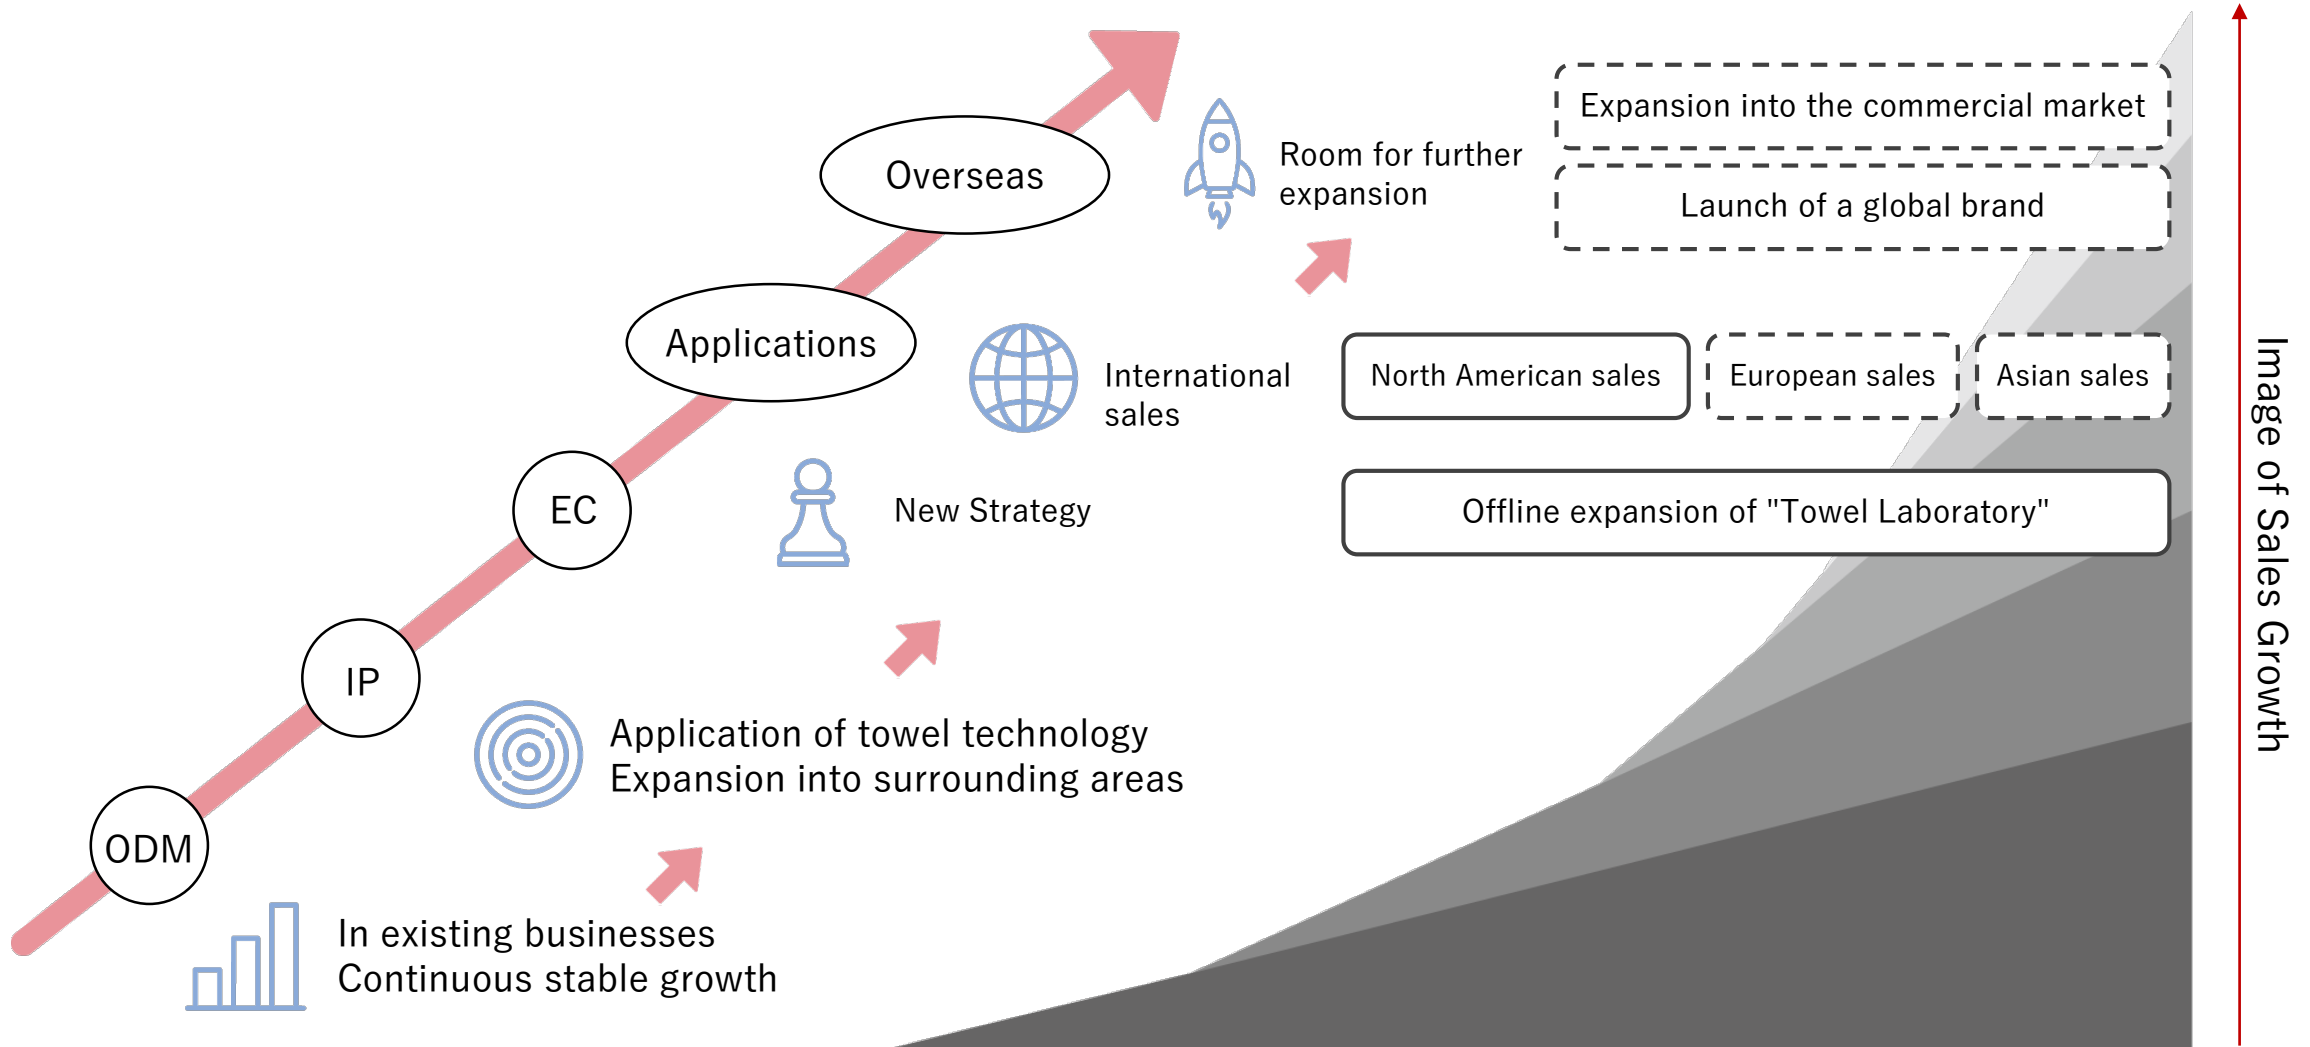 Expansion into the commercial market
Overseas
Room for further
expansion
Launch of a global brand
Applications
International
sales
North American sales
European sales
Asian sales
EC
New Strategy
Offline expansion of "Towel Laboratory"
Image of Sales Growth
IP
Application of towel technology
Expansion into surrounding areas
ODM
In existing businesses
Continuous stable growth